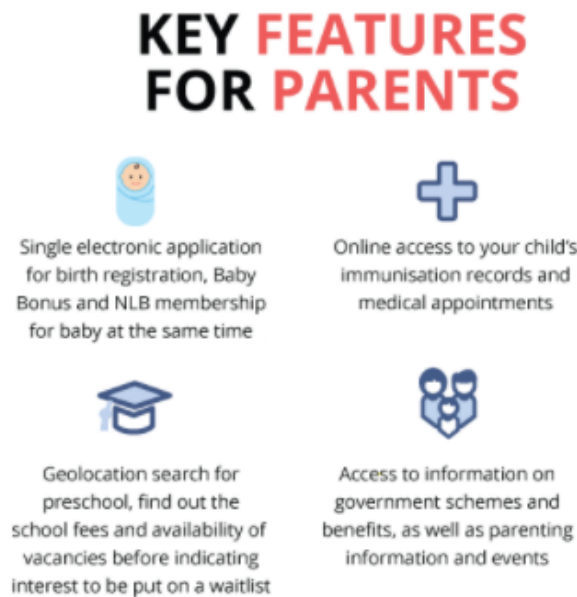 KEY FEATURES
FOR PARENTS
Single electronic application
for birth registration, Baby
Bonus and NLB membership
for baby at the same time
Online access to your child's
immunisation records and
medical appointments
Geolocation search for
preschool, find out the
school fees and availability of
vacancies before indicating
interest to be put on a waitlist
Access to information on
government schemes and
benefits, as well as parenting
information and events